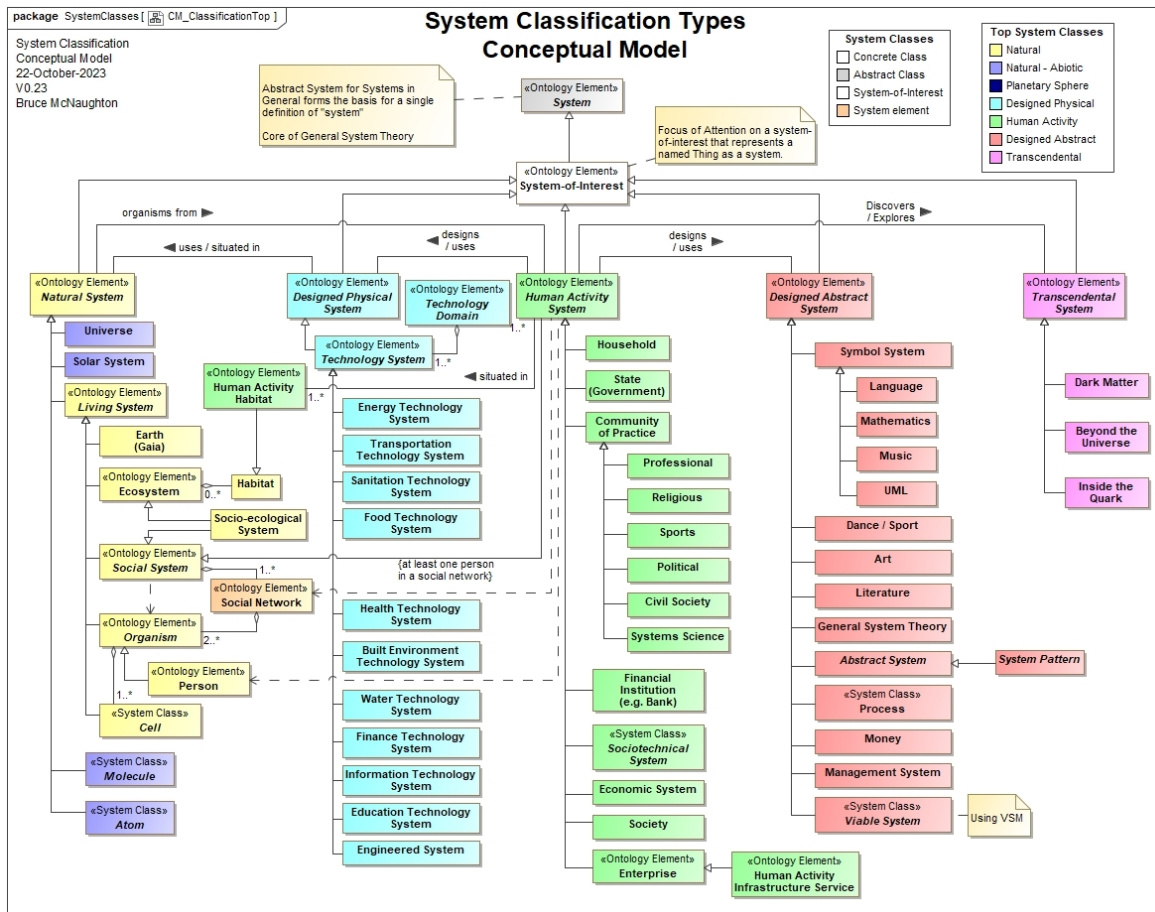 package SystemClasses [ CM_ClassificationTop ]
System Classification Types
Conceptual Model
System Classification
Conceptual Model
22-October-2023
V0.23
Bruce McNaughton
Abstract System for Systems in
General forms the basis for a single
definition of "system"
Core of General System Theory
«Ontology Element»
System
Focus of Attention on a system-
of-interest that represents a
named Thing as a system.
System Classes
Concrete Class
Abstract Class
System-of-Interest
System element
Top System Classes
Natural
Natural - Abiotic
Planetary Sphere
Designed Physical
Human Activity
Designed Abstract
Transcendental
«Ontology Element»
System-of-Interest
organisms from
uses / situated in
designs
/ uses
designs
/ uses
Discovers
/ Explores
«Ontology Element»
Natural System
Universe
Solar System
«Ontology Element»
Living System
Earth
(Gaia)
«Ontology Element»
Ecosystem
0..*
Habitat
Socio-ecological
System
«Ontology Element»
Social System
1..*
«Ontology Element»
Social Network
«Ontology Element»
Organism
2..*
«Ontology Element»
Person
1..*
«System Class»
Cell
«System Class»
Molecule
«System Class»
Atom
«Ontology Element»
Human Activity
Habitat
1..*
situated in
«Ontology Element»
Designed Physical
System
«Ontology Element»
Technology
Domain
1..*
«Ontology Element»
Technology System
1..*
Energy Technology
System
Transportation
Technology System
Sanitation Technology
System
Food Technology
System
{at least one person
in a social network}
Health Technology
System
Built Environment
Technology System
Water Technology
System
Finance Technology
System
Information Technology
System
Education Technology
System
Engineered System
«Ontology Element»
Human Activity
System
Household
State
(Government)
Community
of Practice
Professional
Religious
Sports
Political
Civil Society
Systems Science
Financial
Institution
(e.g. Bank)
«System Class»
Sociotechnical
System
Economic System
Society
«Ontology Element»
Enterprise
«Ontology Element»
Human Activity
Infrastructure Service
«Ontology Element»
Designed Abstract
System
Symbol System
Language
Mathematics
Music
UML
Dance / Sport
Art
Literature
General System Theory
Abstract System
System Pattern
«System Class»
Process
Money
Management System
«System Class»
Viable System
Using VSM
«Ontology Element»
Transcendental
System
Dark Matter
Beyond the
Universe
Inside the
Quark